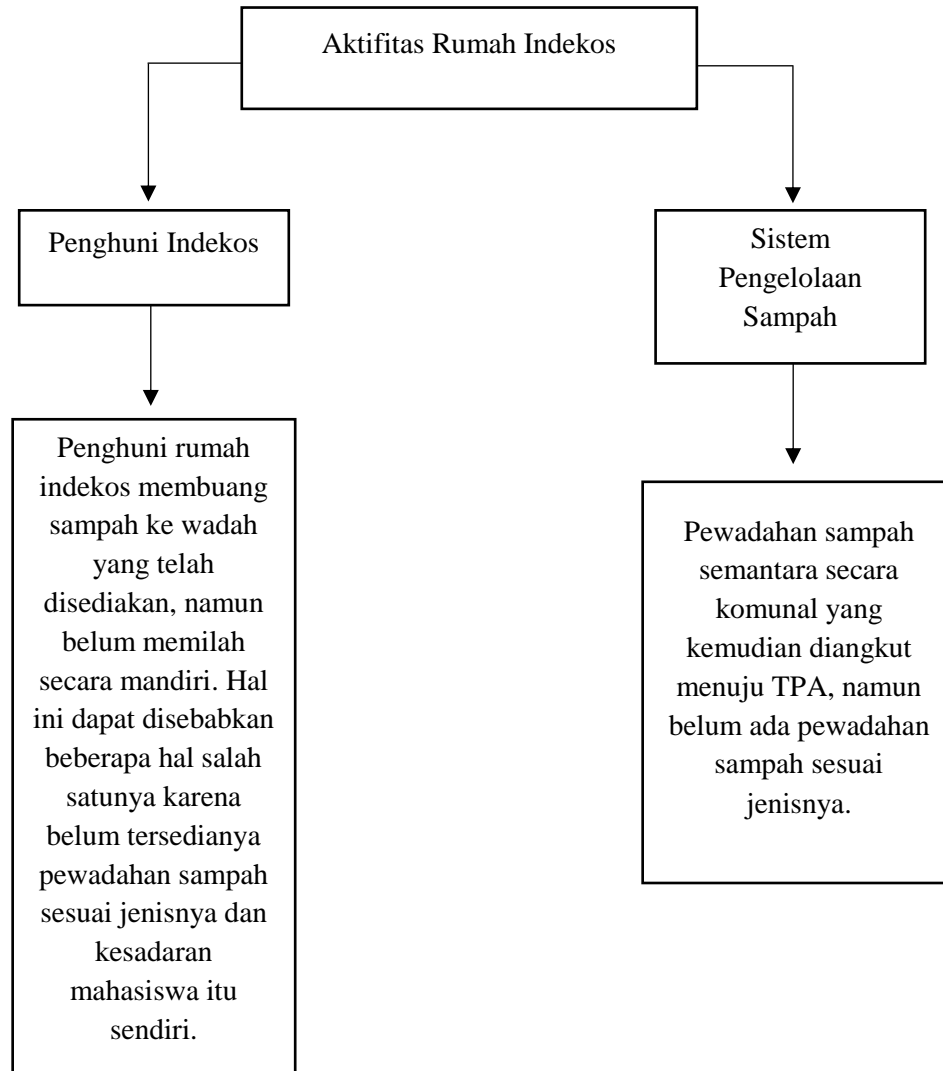 Aktifitas Rumah Indekos
Penghuni Indekos
Sistem
Pengelolaan
Sampah
Penghuni rumah
indekos membuang
sampah ke wadah
yang telah
disediakan, namun
belum memilah
secara mandiri. Hal
ini dapat disebabkan
beberapa hal salah
satunya karena
belum tersedianya
pewadahan sampah
sesuai jenisnya dan
kesadaran
mahasiswa itu
sendiri.
Pewadahan sampah
semantara secara
komunal yang
kemudian diangkut
menuju TPA, namun
belum ada pewadahan
sampah sesuai
jenisnya.